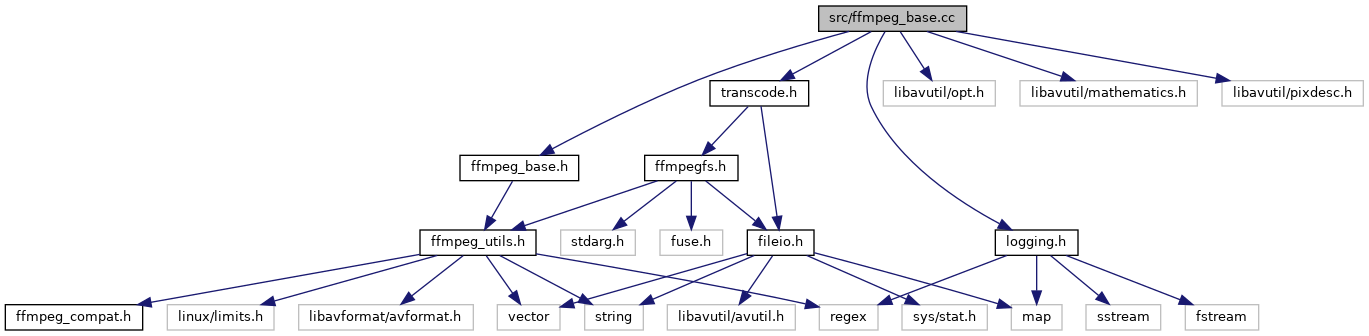 src/ffmpeg_base.cc
transcode.h
libavutil/opt.h
libavutil/mathematics.h
libavutil/pixdesc.h
ffmpeg_base.h
ffmpegfs.h
ffmpeg_utils.h
stdarg.h
fuse.h
fileio.h
logging.h
ffmpeg_compat.h
linux/limits.h
libavformat/avformat.h
vector
string
libavutil/avutil.h
regex
sys/stat.h
map
sstream
fstream